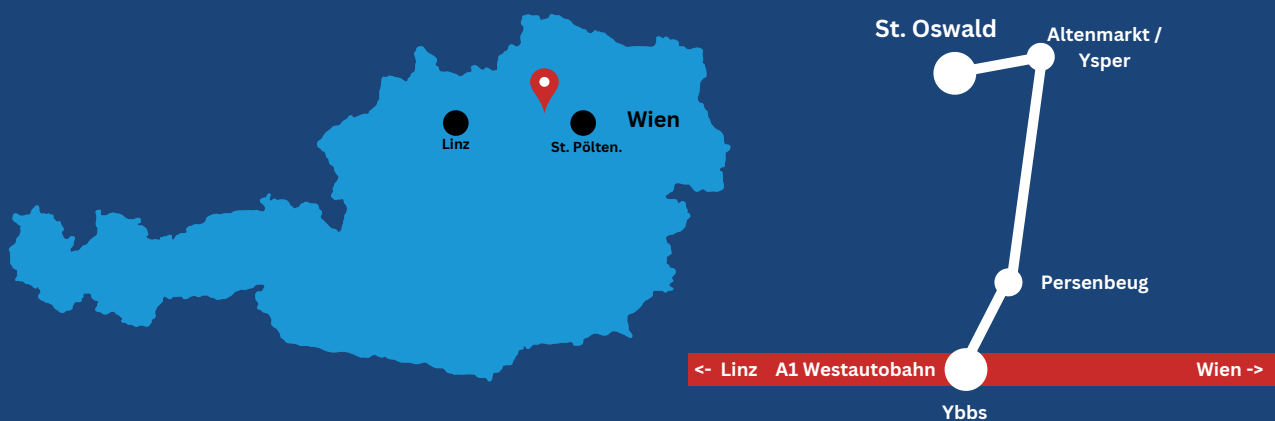 Linz
St. Pölten.
Wien
St. Oswald
Altenmarkt /
Ysper
Persenbeug
<- Linz A1 Westautobahn Wien ->
Ybbs